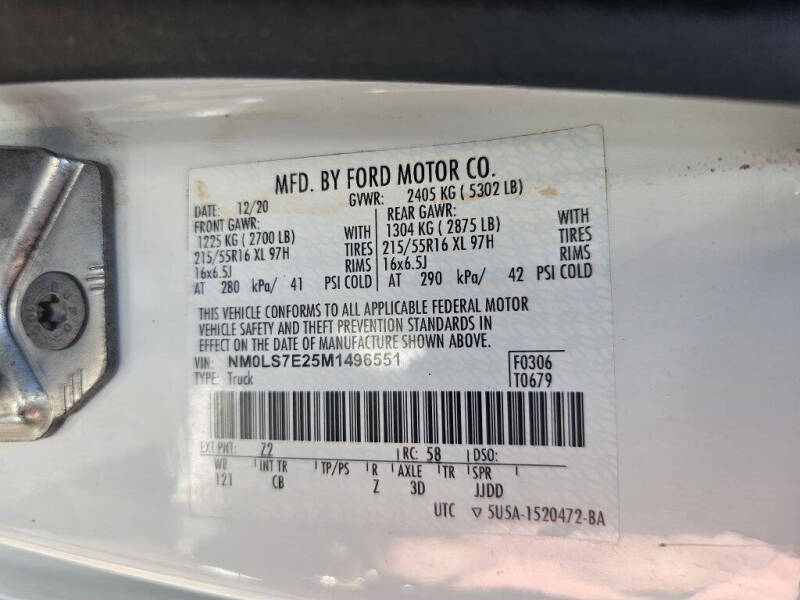 MFD. BY FORD MOTOR CO.
DATE: 12/20 GVWR: 2405 KG ( 5302 LB)
FRONT GAWR: WITH REAR GAWR: WITH
1225 KG ( 2700 LB) TIRES 1304 KG ( 2875 LB) TIRES
215/55R16 XL 97H RIMS 215/55R16 XL 97H RIMS
16x6.5J 16x6.5J
AT 280 kPa/ 41 PSI COLD AT 290 kPa/ 42 PSI COLD
THIS VEHICLE CONFORMS TO ALL APPLICABLE FEDERAL MOTOR
VEHICLE SAFETY AND THEFT PREVENTION STANDARDS IN
EFFECT ON THE DATE OF MANUFACTURE SHOWN ABOVE.
VIN: NM0LS7E25M1496551 F0306
TYPE: Truck T0679
EXT PNT: Z2 RC: 58 DSO:
WB INT TR TP/PS R AXLE TR SPR
121 CB Z 3D JJDD
UTC ▽ 5U5A-1520472-BA